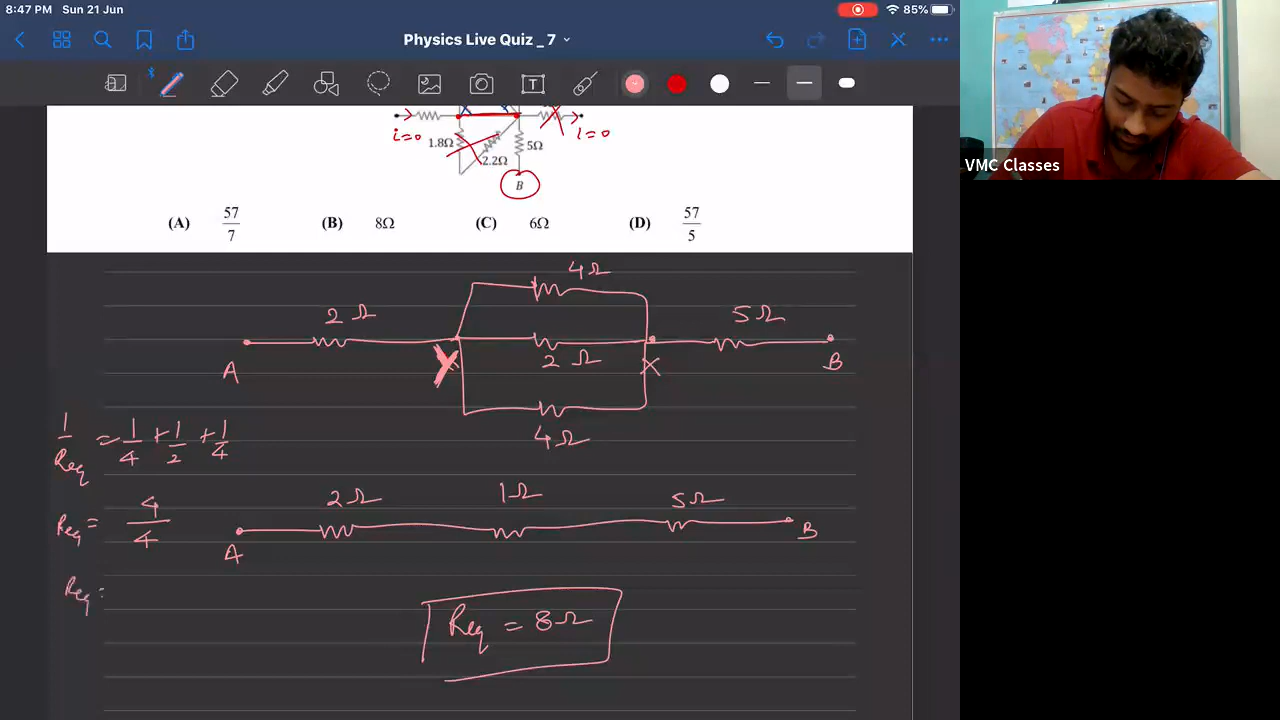 8:47 PM Sun 21 Jun
85%
Physics Live Quiz _ 7
T
VMC Classes
i=0
i=0
1.8Ω
2.2Ω
5Ω
B
(A) 57/7 (B) 8Ω (C) 6Ω (D) 57/5
4Ω
2Ω
5Ω
A
2Ω
B
4Ω
1/Req = 1/4 + 1/2 + 1/4
2Ω 1Ω 5Ω
Req = 4/4
A B
Req =
Req = 8Ω